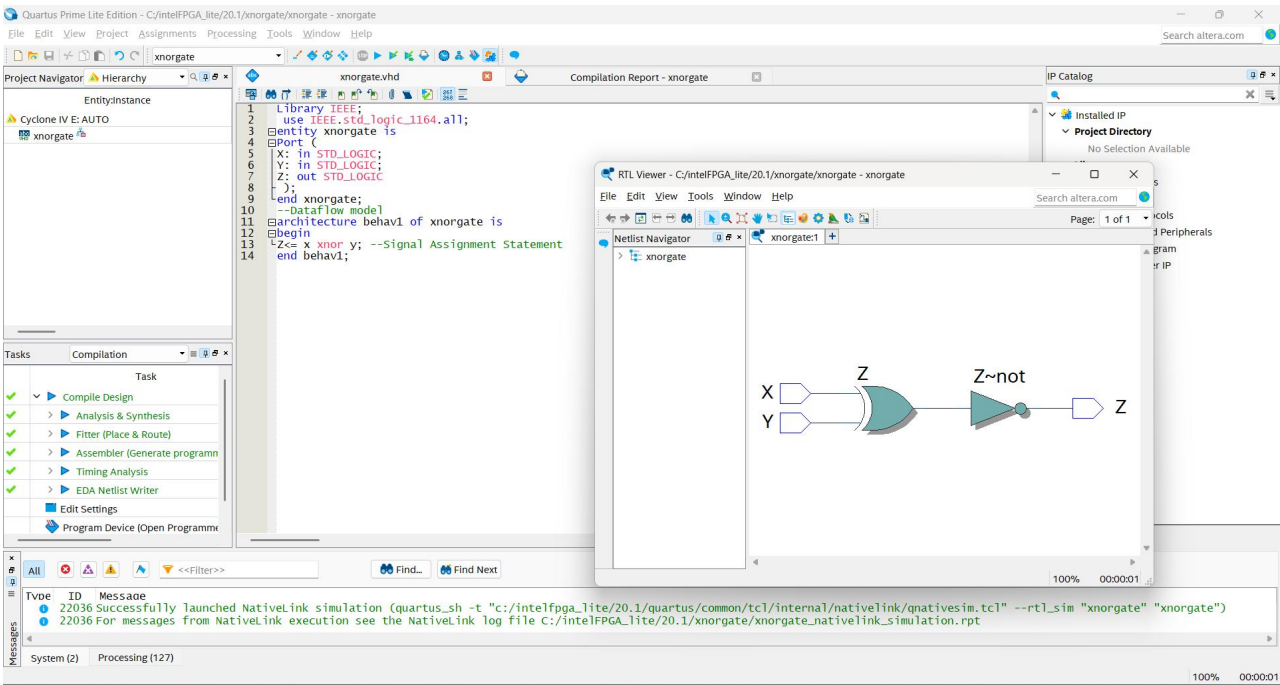 Quartus Prime Lite Edition - C:/intelFPGA_lite/20.1/xnorgate/xnorgate - xnorgate
File Edit View Project Assignments Processing Tools Window Help
Search altera.com
xnorgate
Project Navigator Hierarchy
Entity:Instance
Cyclone IV E: AUTO
xnorgate
xnorgate.vhd
Compilation Report - xnorgate
1 Library IEEE;
2 use IEEE.std_logic_1164.all;
3 entity xnorgate is
4 Port (
5 X: in STD_LOGIC;
6 Y: in STD_LOGIC;
7 Z: out STD_LOGIC
8 );
9 end xnorgate;
10 --Dataflow model
11 architecture behav1 of xnorgate is
12 begin
13 Z<= x xnor y; --Signal Assignment Statement
14 end behav1;
IP Catalog
Installed IP
Project Directory
No Selection Available
s
ocols
d Peripherals
gram
er IP
RTL Viewer - C:/intelFPGA_lite/20.1/xnorgate/xnorgate - xnorgate
File Edit View Tools Window Help
Search altera.com
Page: 1 of 1
Netlist Navigator
xnorgate
xnorgate:1
X
Y
Z
Z~not
Z
100% 00:00:01
Tasks Compilation
Task
Compile Design
Analysis & Synthesis
Fitter (Place & Route)
Assembler (Generate programm
Timing Analysis
EDA Netlist Writer
Edit Settings
Program Device (Open Programme
All
<<Filter>>
Find...
Find Next
Type ID Message
22036 Successfully launched NativeLink simulation (quartus_sh -t "c:/intelfpga_lite/20.1/quartus/common/tcl/internal/nativelink/qnativesim.tcl" --rtl_sim "xnorgate" "xnorgate")
22036 For messages from NativeLink execution see the NativeLink log file C:/intelFPGA_lite/20.1/xnorgate/xnorgate_nativelink_simulation.rpt
Messages
System (2) Processing (127)
100% 00:00:01